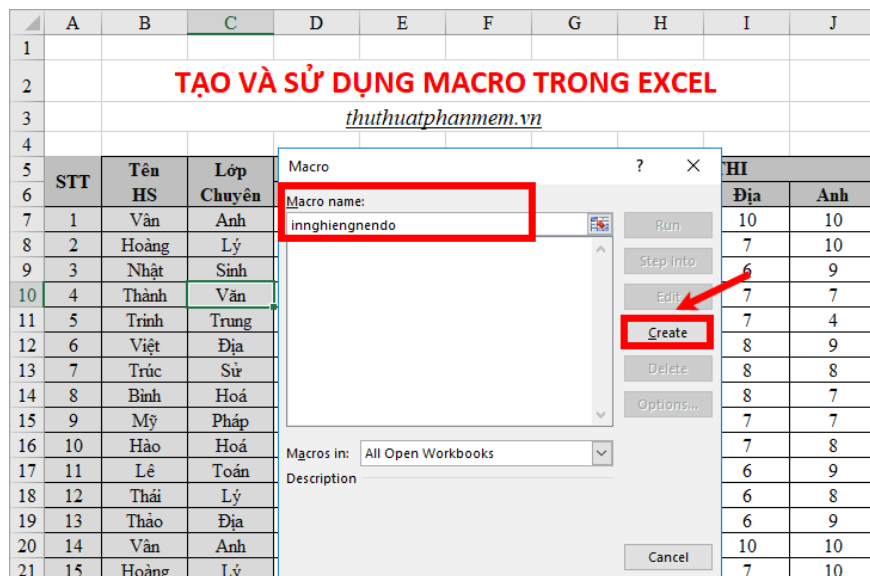 A B C D E F G H I J
1
2 TẠO VÀ SỬ DỤNG MACRO TRONG EXCEL
3 thuthuatphanmem.vn
4
Macro ? ×
5 STT Tên Lớp THI
6 HS Chuyên Địa Anh
Macro name:
innghiengnendo
Run
Step Into
Edit
Create
Delete
Options...
Macros in: All Open Workbooks
Description
Cancel
7 1 Vân Anh 10 10
8 2 Hoàng Lý 7 10
9 3 Nhật Sinh 6 9
10 4 Thành Văn 7 7
11 5 Trinh Trung 7 4
12 6 Việt Địa 8 9
13 7 Trúc Sử 8 8
14 8 Bình Hoá 8 7
15 9 Mỹ Pháp 7 7
16 10 Hào Hoá 7 8
17 11 Lê Toán 6 9
18 12 Thái Lý 6 8
19 13 Thảo Địa 6 9
20 14 Vân Anh 10 10
21 15 Hoàng Lý 7 10